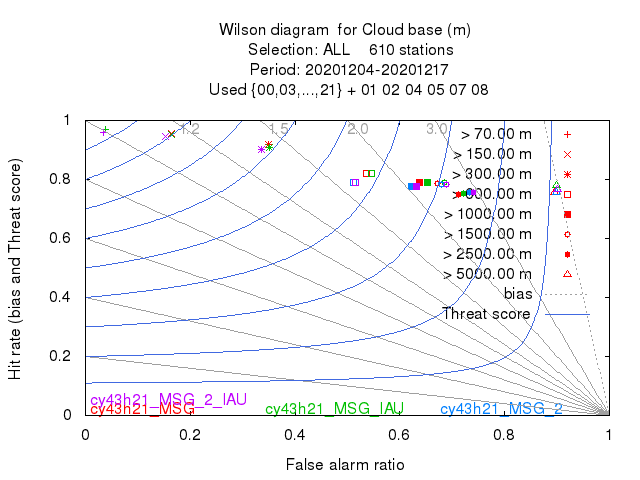 Wilson diagram for Cloud base (m)
Selection: ALL 610 stations
Period: 20201204-20201217
Used {00,03,...,21} + 01 02 04 05 07 08
1
0.8
0.6
0.4
0.2
0
Hit rate (bias and Threat score)
1.2 1.5 2.0 3.0
> 70.00 m
> 150.00 m
> 300.00 m
> 600.00 m
> 1000.00 m
> 1500.00 m
> 2500.00 m
> 5000.00 m
bias
Threat score
cy43h21_MSG_2_IAU
cy43h21_MSG cy43h21_MSG_IAU cy43h21_MSG_2
0 0.2 0.4 0.6 0.8 1
False alarm ratio